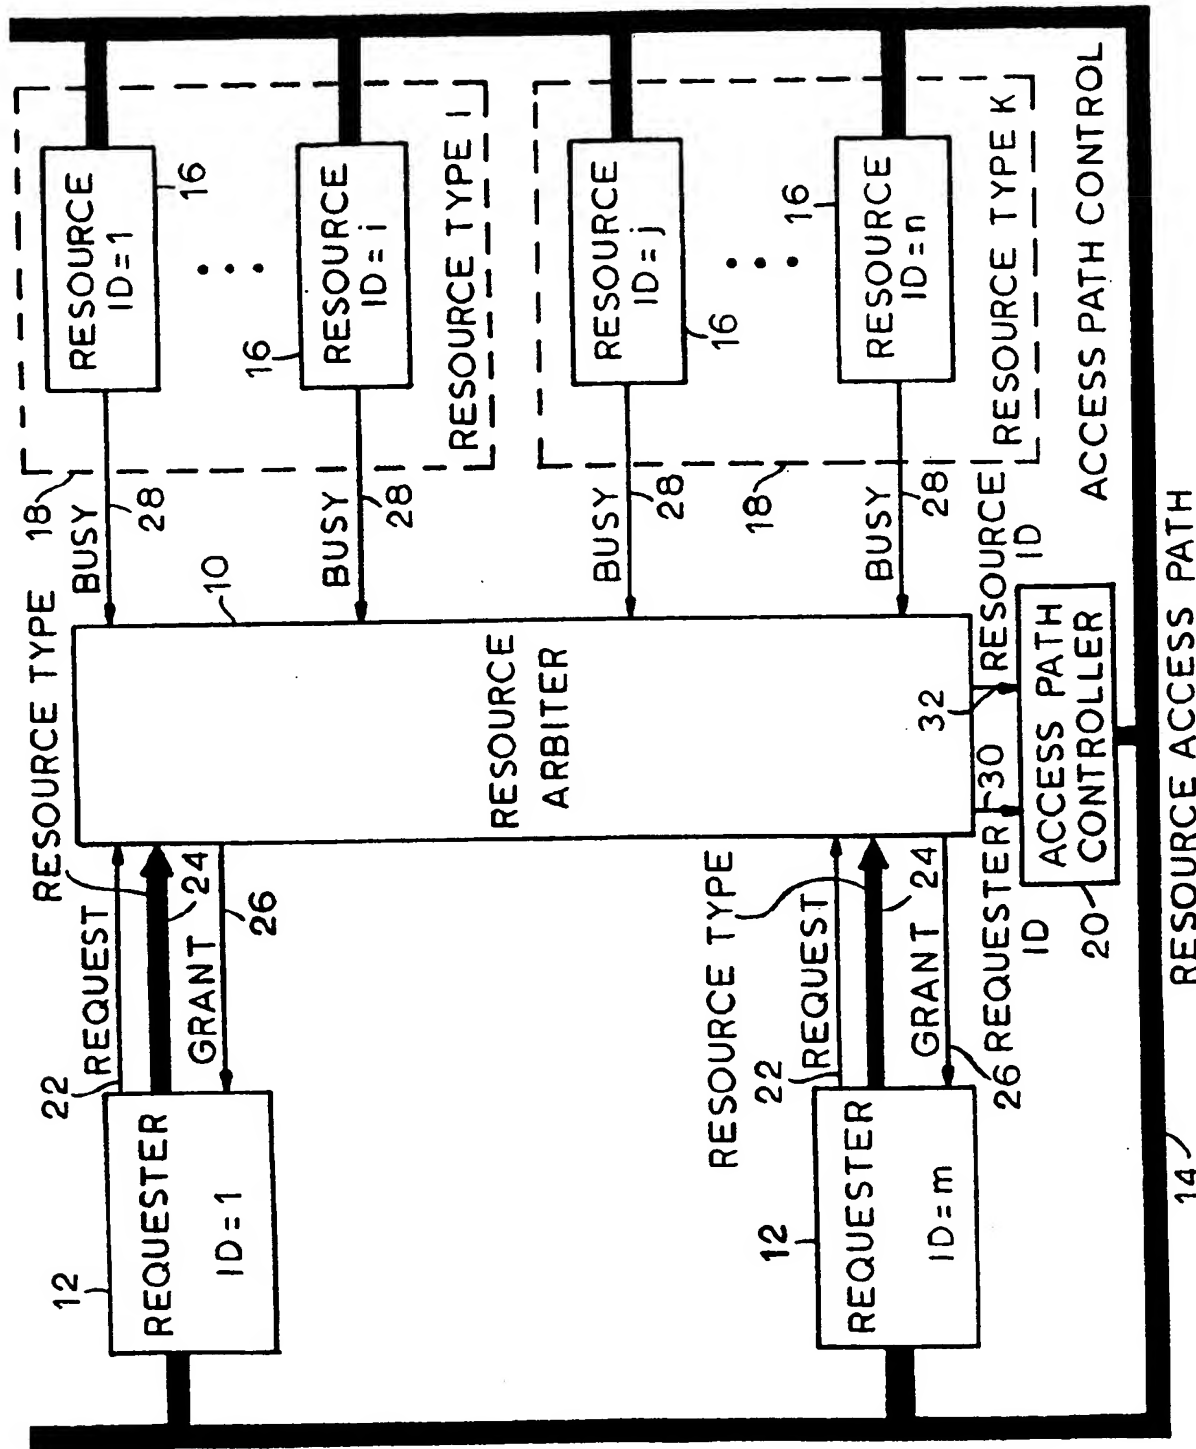 RESOURCE TYPE
18
RESOURCE
ID=1
16
BUSY
28
RESOURCE
ID=i
16
BUSY
28
RESOURCE TYPE I
RESOURCE
ID=j
16
BUSY
28
RESOURCE
ID=n
16
BUSY
28
18
RESOURCE TYPE K
10
RESOURCE
ARBITER
12
REQUESTER
ID=1
22
REQUEST
24
GRANT
26
RESOURCE TYPE
12
REQUESTER
ID=m
22
REQUEST
24
GRANT
26
REQUESTER
ID
30
32
RESOURCE
ID
ACCESS PATH
CONTROLLER
20
ACCESS PATH CONTROL
RESOURCE ACCESS PATH
14